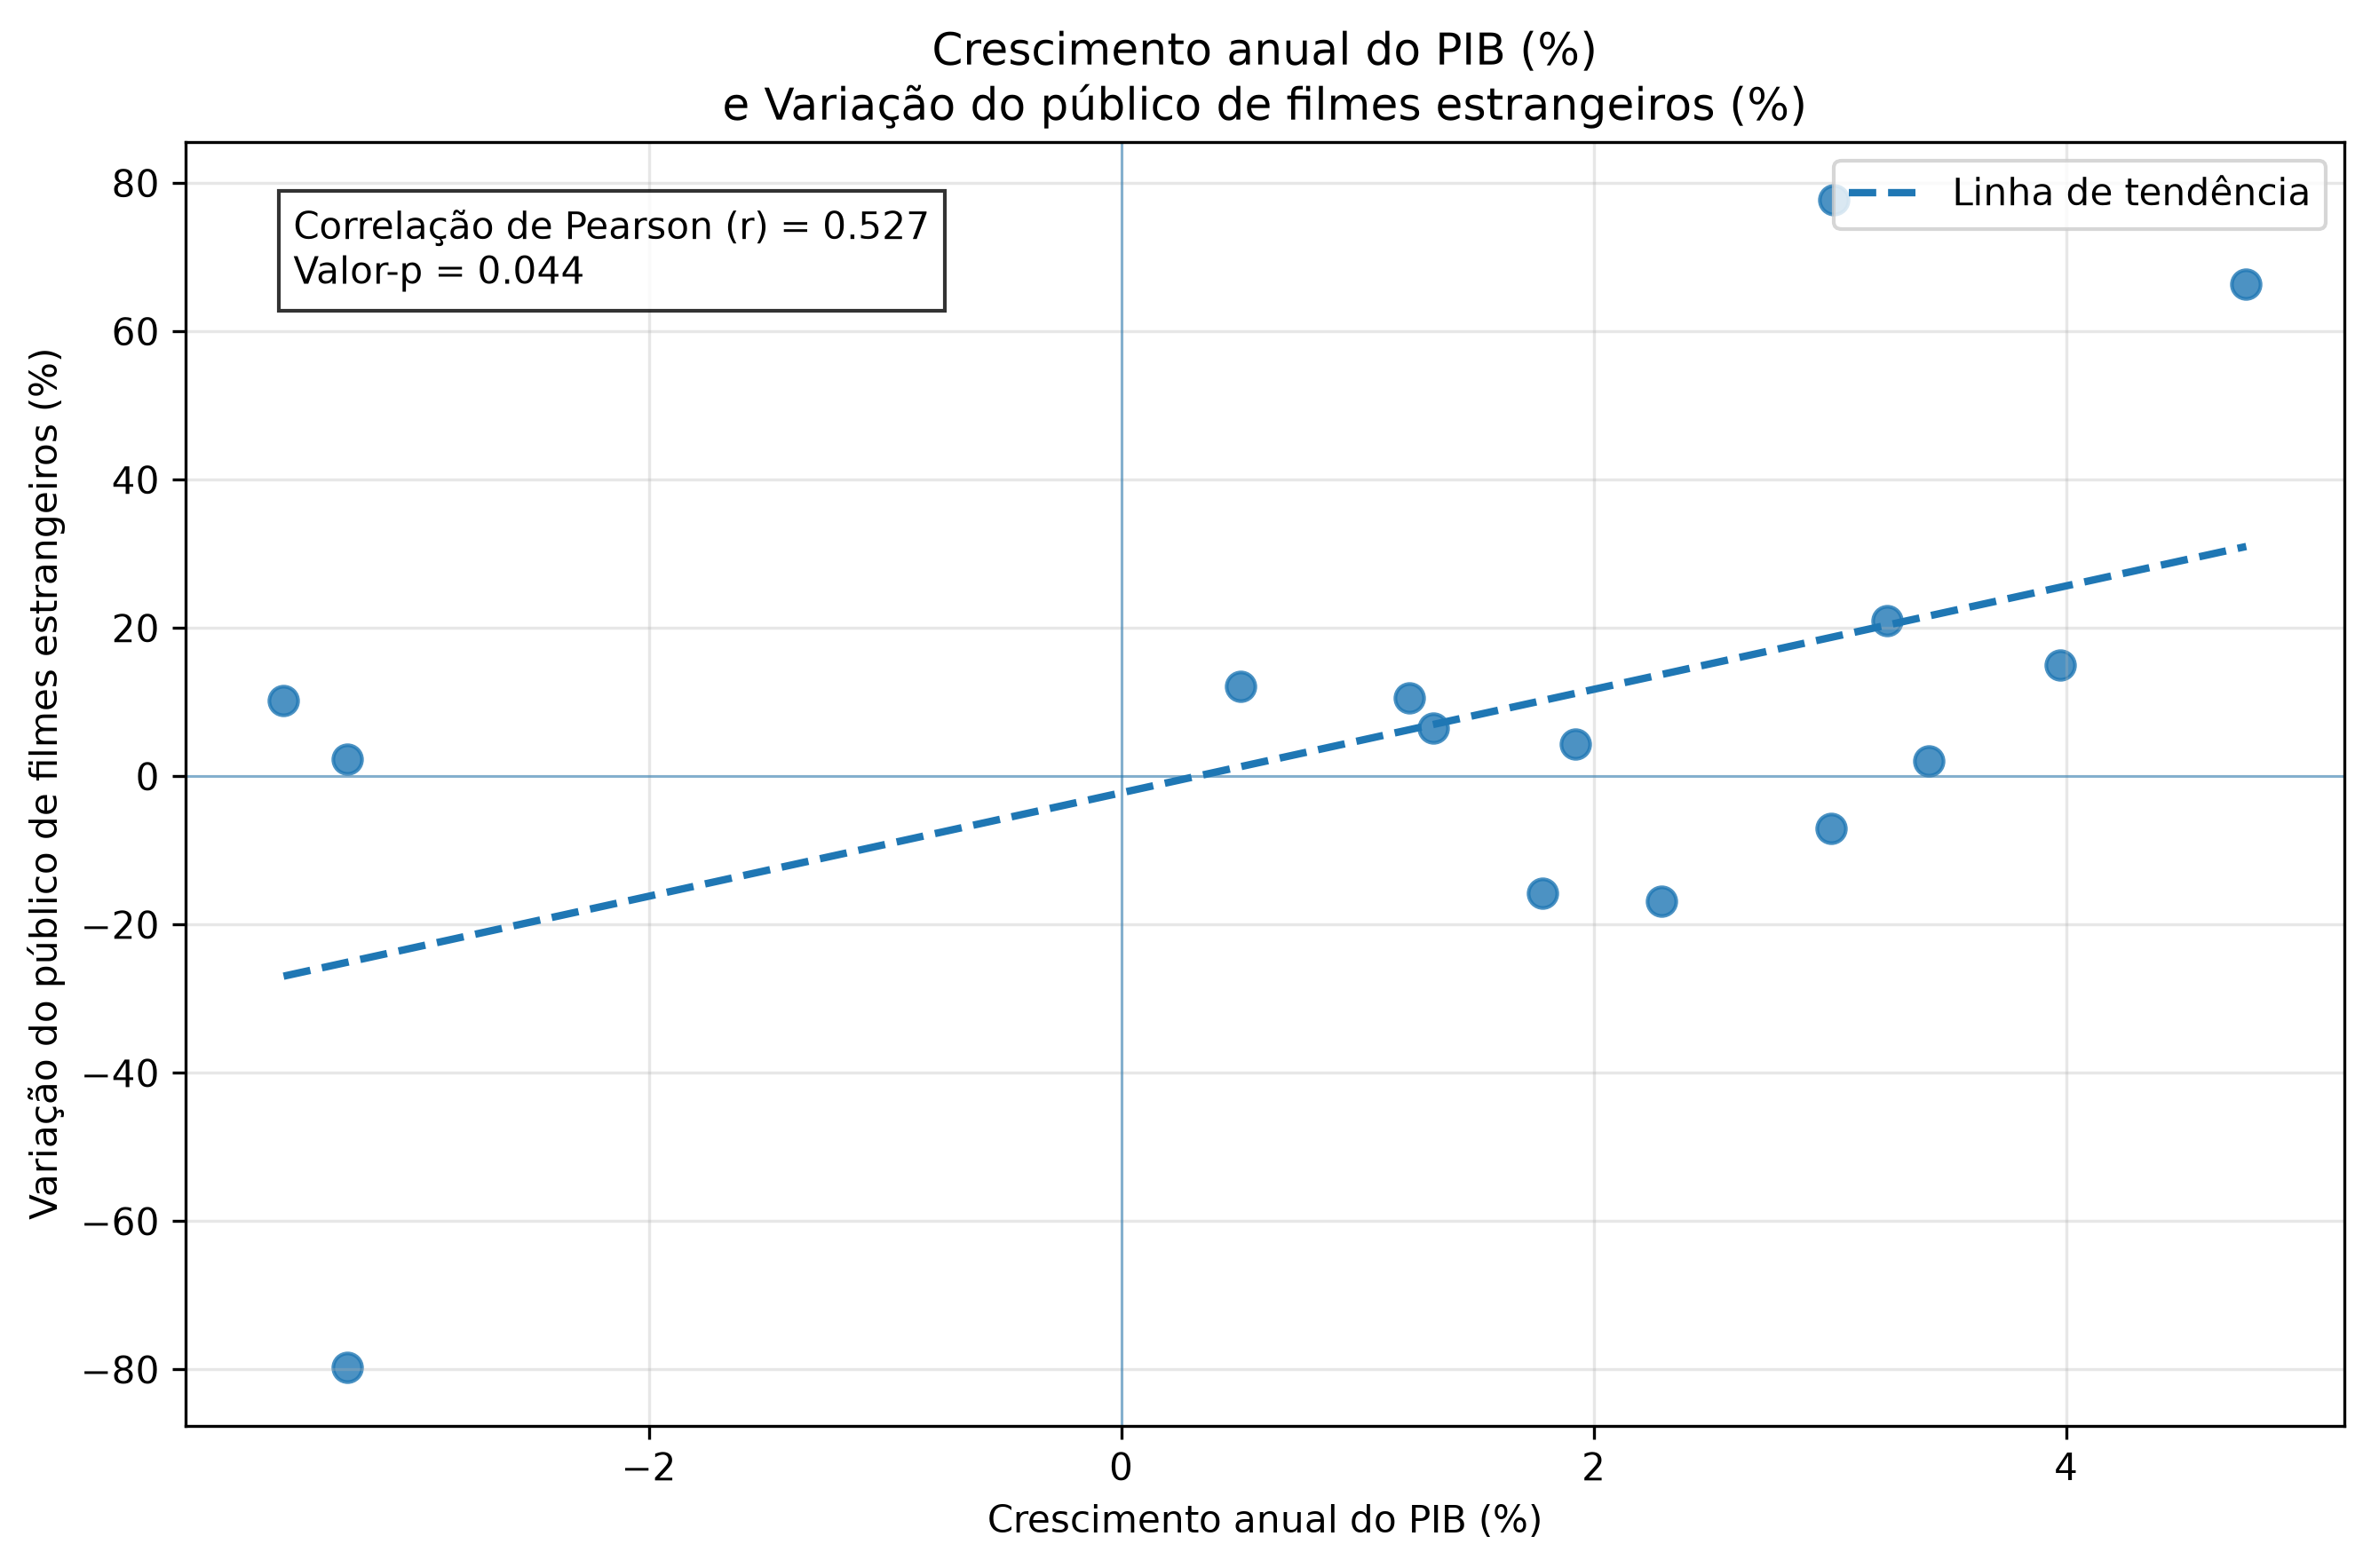 Crescimento anual do PIB (%)
e Variação do público de filmes estrangeiros (%)
Correlação de Pearson (r) = 0.527
Valor-p = 0.044
Linha de tendência
Variação do público de filmes estrangeiros (%)
80
60
40
20
0
−20
−40
−60
−80
−2
0
2
4
Crescimento anual do PIB (%)